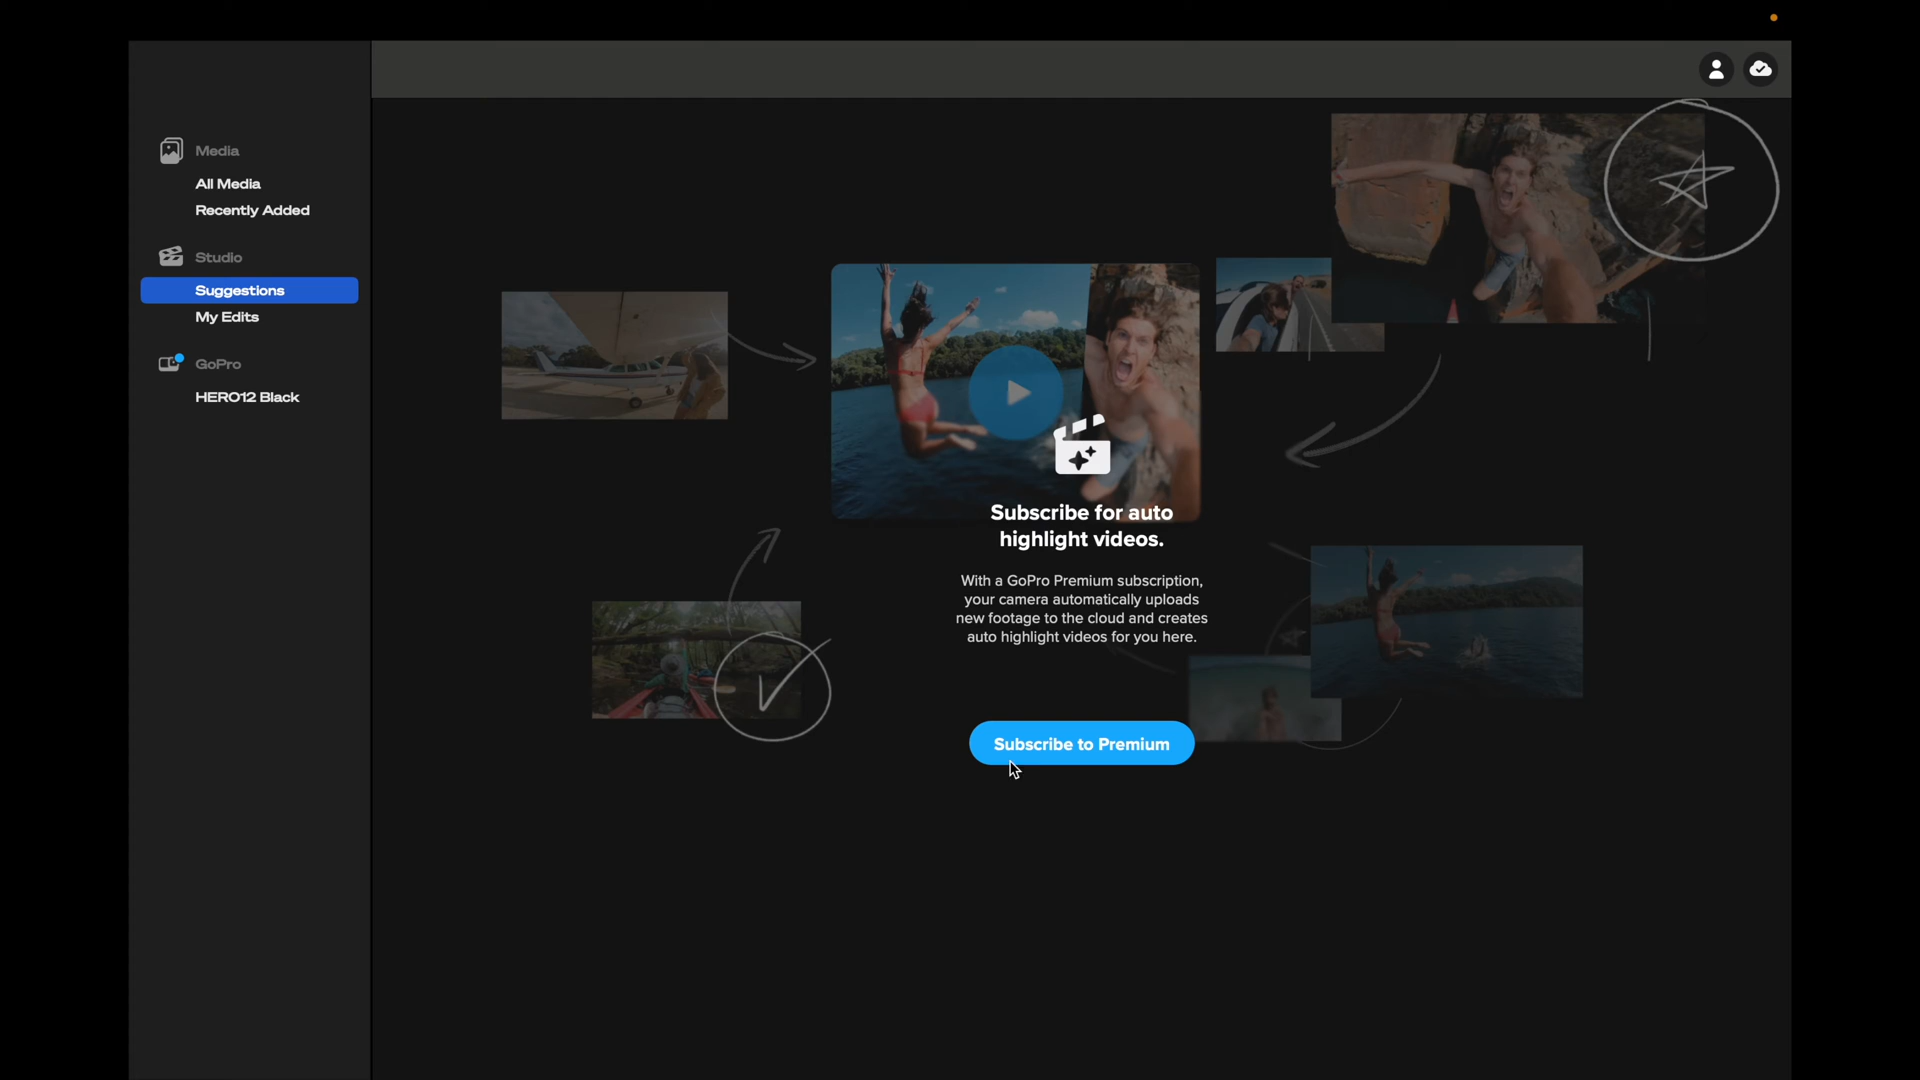 Media
All Media
Recently Added
Studio
Suggestions
My Edits
GoPro
HERO12 Black
Subscribe for auto
highlight videos.
With a GoPro Premium subscription,
your camera automatically uploads
new footage to the cloud and creates
auto highlight videos for you here.
Subscribe to Premium